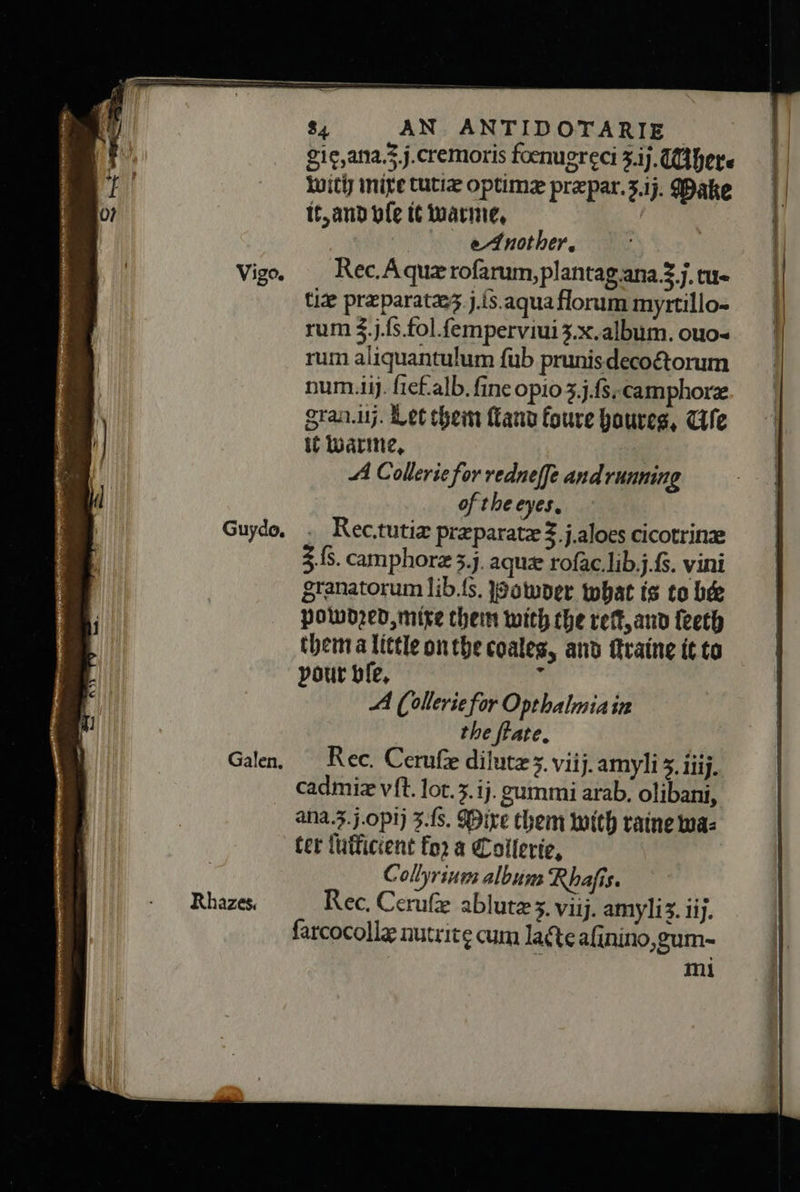 84 AN ANTIDOTARIE
gie,ana.℥.j.cremoris fœnugreci ʒ.ij. Where-
with mixe tutiæ optimæ præpar.ʒ.ij. Make
it,and vſe it warme,
Another.
Vigo. Rec.Aquæ roſarum,plantag.ana.℥.j. tu-
tiæ præparatæʒ j.ſs.aqua florum myrtillo-
rum ℥.j.ſs.fol.ſemperviui ʒ.x.album. ouo-
rum aliquantulum ſub prunis decoctorum
num.iij. ſief.alb. ſine opio ʒ.j.ſs.camphoræ
gran.iij. Let them ſtand foure houres, Uſe
it warme,
A Collerie for redneſſe and running
of the eyes.
Guydo. Rec.tutiæ præparatæ ℥.j.aloes cicotrinæ
℥.ſs. camphoræ ʒ.j. aquæ roſac.lib.j.ſs. vini
granatorum lib.ſs. Powder what is to bée
powdred,mixe them with the reſt,and ſeeth
them a little on the coales, and ſtraine it to
your vſe,
A Collerie for Opthalmia in
the ſtate.
Galen. Rec. Ceruſæ dilutæ ʒ. viij. amyli ʒ. iiij.
cadmiæ vſt. lot. ʒ. ij. gummi arab. olibani,
ana.ʒ.j.opij ʒ.ſs. Mixe them with raine wa-
ter ſufficient for a Collerie,
Collyrium album Rhaſis.
Rhazes. Rec. Ceruſæ ablutæ ʒ. viij. amyli ʒ. iij.
ſarcocollæ nutritę cum lacte aſinino,gum-
mi